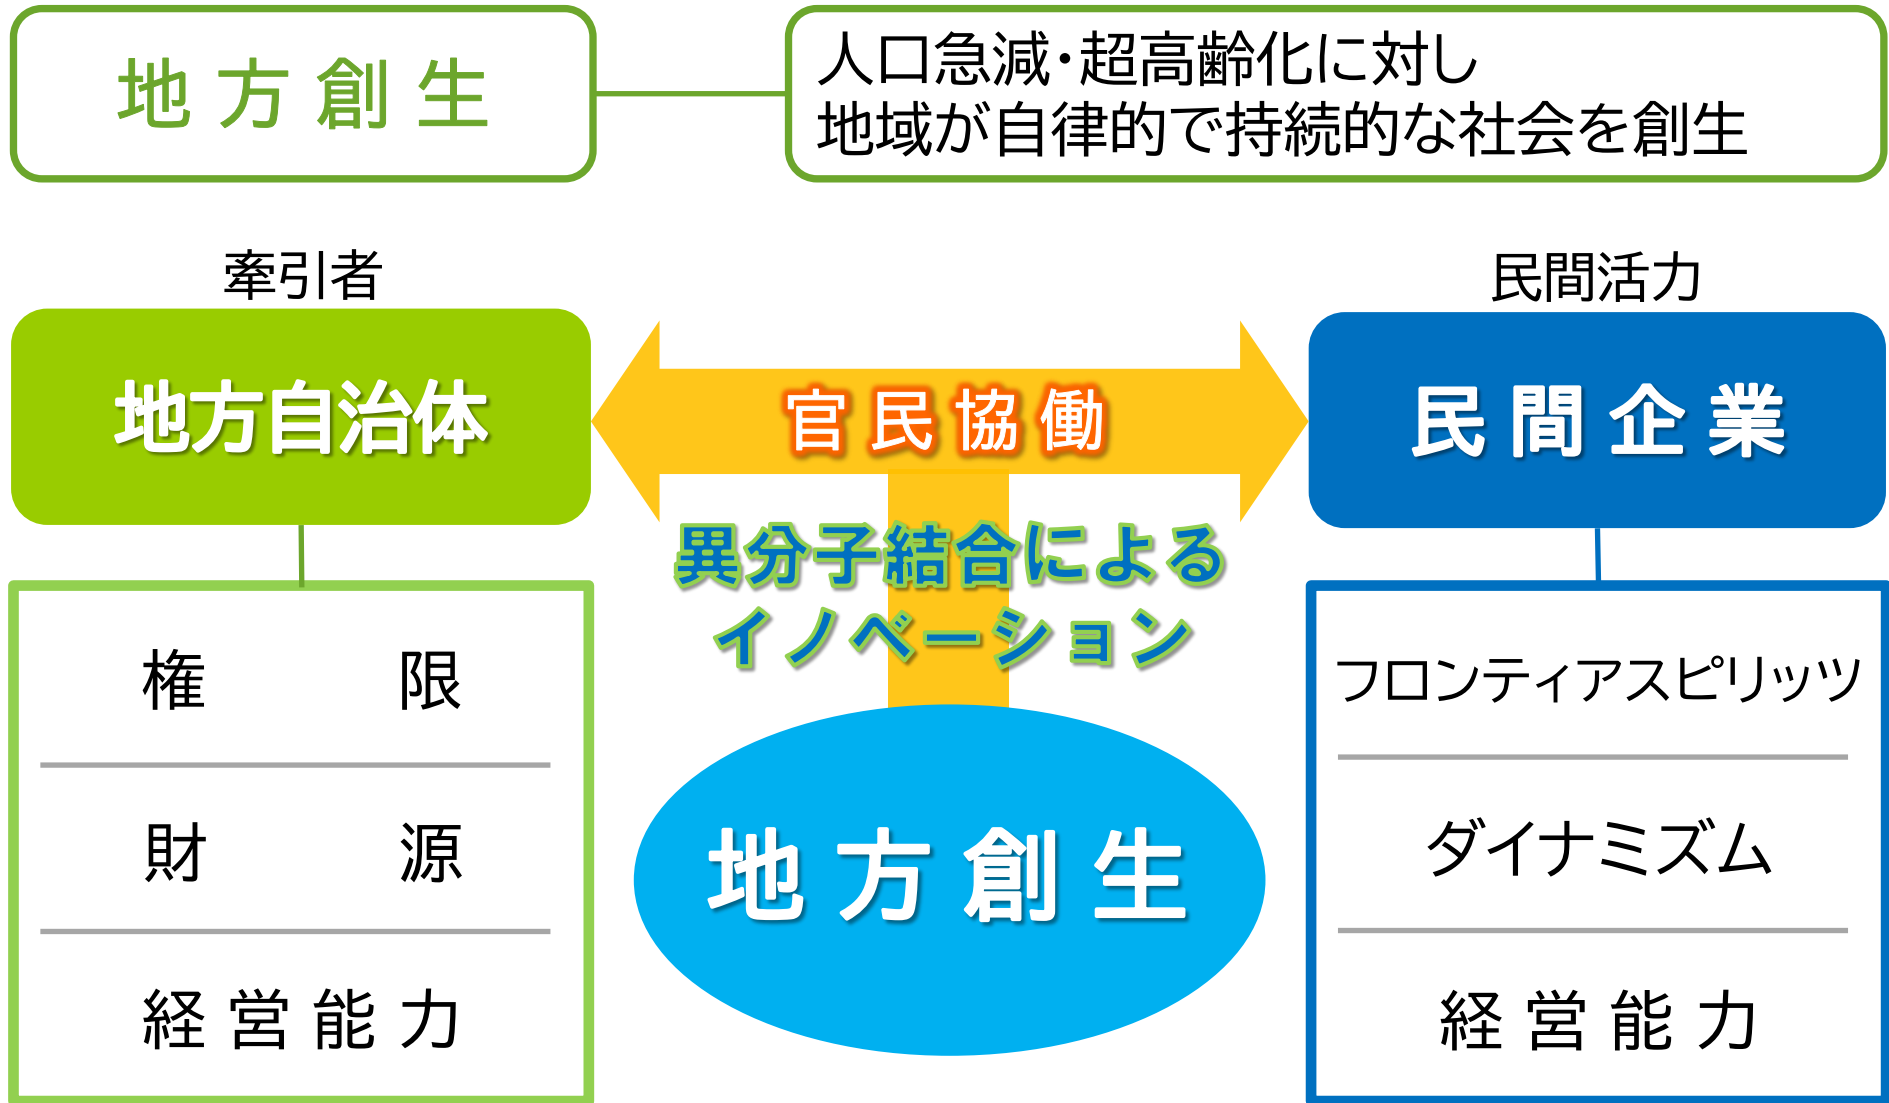 地方創生
人口急減・超高齢化に対し
地域が自律的で持続的な社会を創生
牽引者
民間活力
地方自治体
官民協働
民間企業
異分子結合による
イノベーション
権限
財源
経営能力
地方創生
フロンティアスピリッツ
ダイナミズム
経営能力